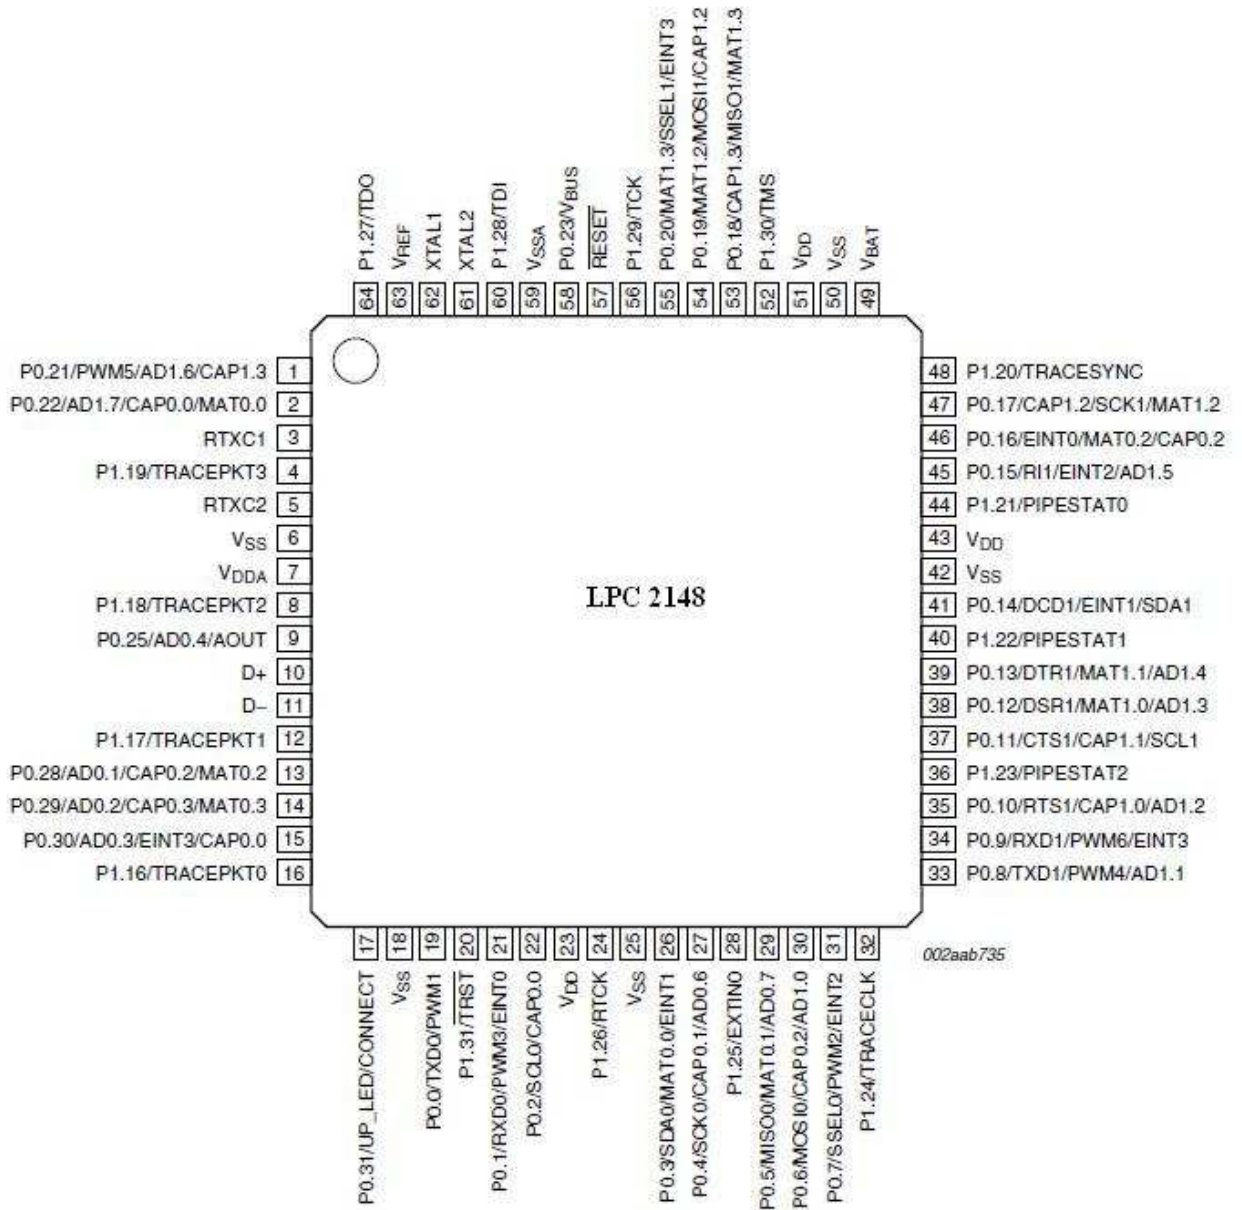 P1.27/TDO
VREF
XTAL1
XTAL2
P1.28/TDI
VSSA
P0.23/VBUS
RESET
P1.29/TCK
P0.20/MAT1.3/SSEL1/EINT3
P0.19/MAT1.2/MOSI1/CAP1.2
P0.18/CAP1.3/MISO1/MAT1.3
P1.30/TMS
VDD
VSS
VBAT
64 63 62 61 60 59 58 57 56 55 54 53 52 51 50 49
P0.21/PWM5/AD1.6/CAP1.3 1
P0.22/AD1.7/CAP0.0/MAT0.0 2
RTXC1 3
P1.19/TRACEPKT3 4
RTXC2 5
VSS 6
VDDA 7
P1.18/TRACEPKT2 8
P0.25/AD0.4/AOUT 9
D+ 10
D− 11
P1.17/TRACEPKT1 12
P0.28/AD0.1/CAP0.2/MAT0.2 13
P0.29/AD0.2/CAP0.3/MAT0.3 14
P0.30/AD0.3/EINT3/CAP0.0 15
P1.16/TRACEPKT0 16
LPC 2148
48 P1.20/TRACESYNC
47 P0.17/CAP1.2/SCK1/MAT1.2
46 P0.16/EINT0/MAT0.2/CAP0.2
45 P0.15/RI1/EINT2/AD1.5
44 P1.21/PIPESTAT0
43 VDD
42 VSS
41 P0.14/DCD1/EINT1/SDA1
40 P1.22/PIPESTAT1
39 P0.13/DTR1/MAT1.1/AD1.4
38 P0.12/DSR1/MAT1.0/AD1.3
37 P0.11/CTS1/CAP1.1/SCL1
36 P1.23/PIPESTAT2
35 P0.10/RTS1/CAP1.0/AD1.2
34 P0.9/RXD1/PWM6/EINT3
33 P0.8/TXD1/PWM4/AD1.1
17 18 19 20 21 22 23 24 25 26 27 28 29 30 31 32
P0.31/UP_LED/CONNECT
VSS
P0.0/TXD0/PWM1
P1.31/TRST
P0.1/RXD0/PWM3/EINT0
P0.2/SCL0/CAP0.0
VDD
P1.26/RTCK
VSS
P0.3/SDA0/MAT0.0/EINT1
P0.4/SCK0/CAP0.1/AD0.6
P1.25/EXTIN0
P0.5/MISO0/MAT0.1/AD0.7
P0.6/MOSI0/CAP0.2/AD1.0
P0.7/SSEL0/PWM2/EINT2
P1.24/TRACECLK
002aab735